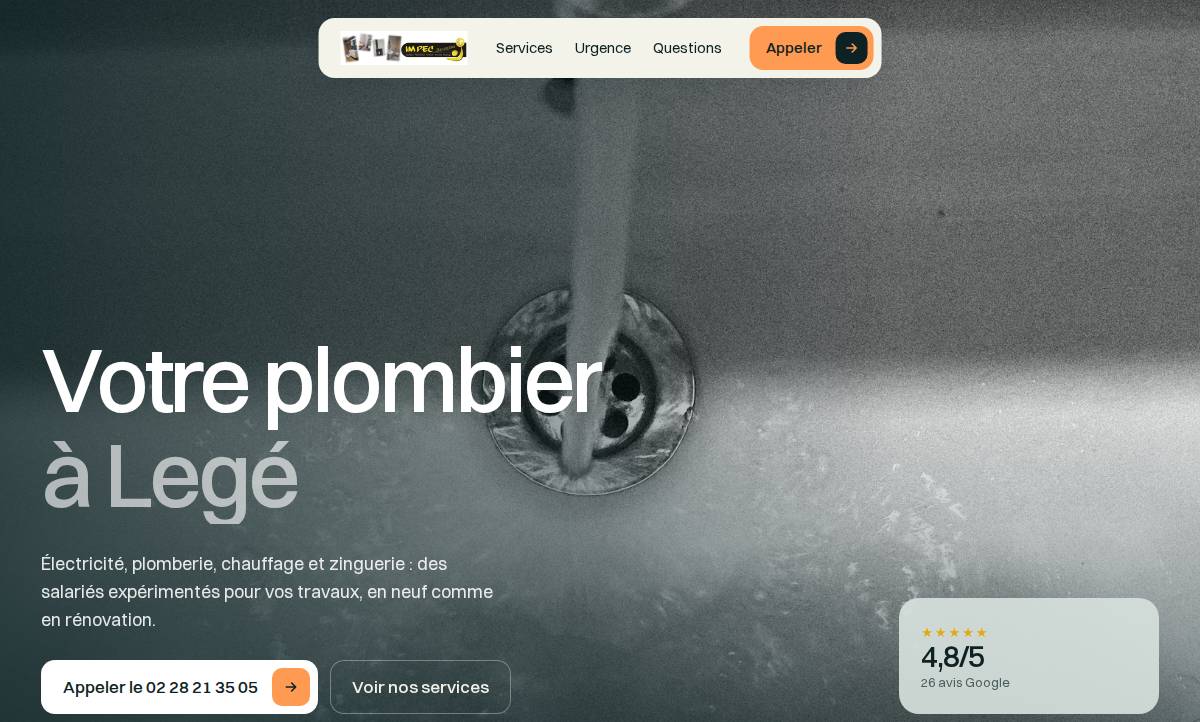 IMPEC
Services
Urgence
Questions
Appeler
Votre plombier
à Legé
Électricité, plomberie, chauffage et zinguerie : des
salariés expérimentés pour vos travaux, en neuf comme
en rénovation.
Appeler le 02 28 21 35 05
Voir nos services
4,8/5
26 avis Google